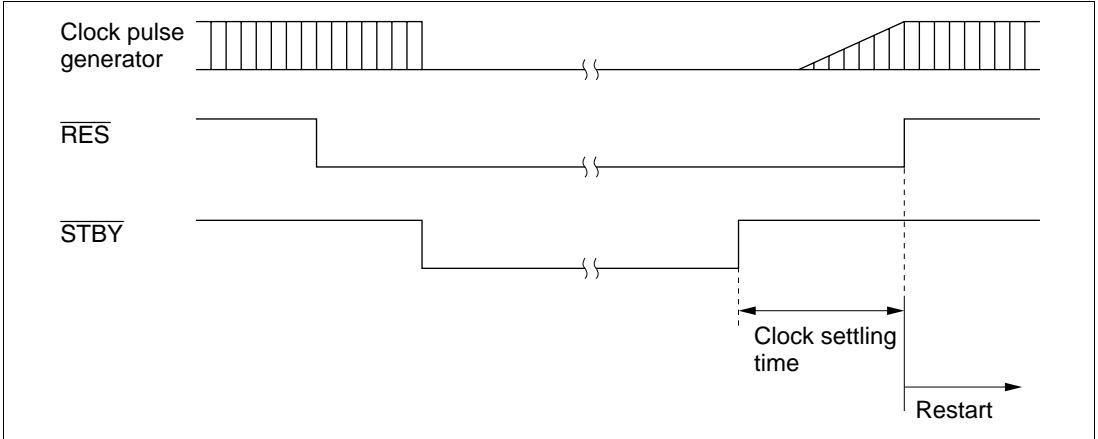 Clock pulse
generator
RES
STBY
Clock settling
time
Restart